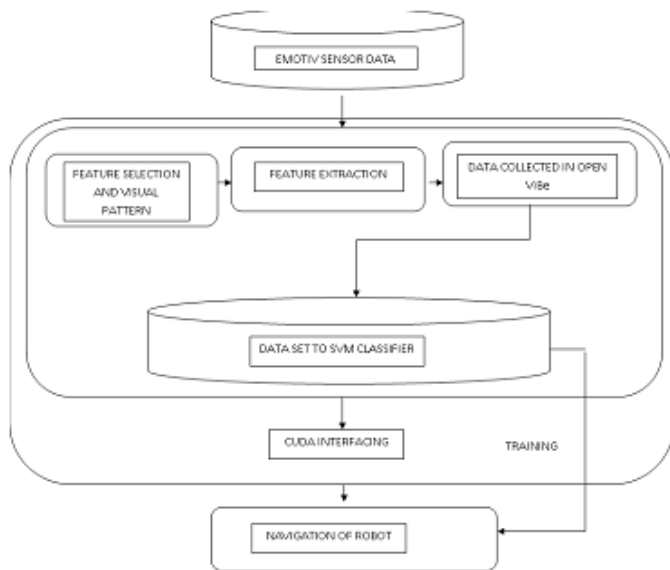 EMOTIV SENSOR DATA
FEATURE SELECTION
AND VISUAL
PATTERN
FEATURE EXTRACTION
DATA COLLECTED IN OPEN
ViBe
DATA SET TO SVM CLASSIFIER
CUDA INTERFACING
TRAINING
NAVIGATION OF ROBOT